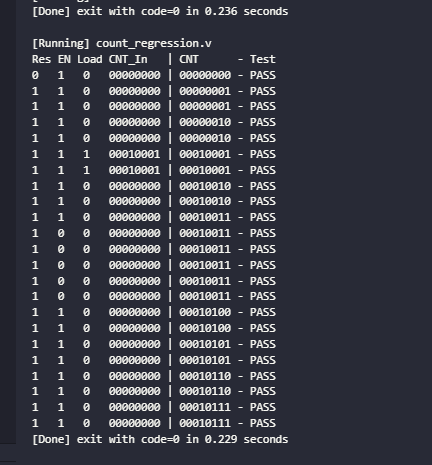 [Done] exit with code=0 in 0.236 seconds
[Running] count_regression.v
Res EN Load CNT_In | CNT - Test
0 1 0 00000000 | 00000000 - PASS
1 1 0 00000000 | 00000001 - PASS
1 1 0 00000000 | 00000001 - PASS
1 1 0 00000000 | 00000010 - PASS
1 1 0 00000000 | 00000010 - PASS
1 1 1 00010001 | 00010001 - PASS
1 1 1 00010001 | 00010001 - PASS
1 1 0 00000000 | 00010010 - PASS
1 1 0 00000000 | 00010010 - PASS
1 1 0 00000000 | 00010011 - PASS
1 0 0 00000000 | 00010011 - PASS
1 0 0 00000000 | 00010011 - PASS
1 0 0 00000000 | 00010011 - PASS
1 0 0 00000000 | 00010011 - PASS
1 0 0 00000000 | 00010011 - PASS
1 1 0 00000000 | 00010100 - PASS
1 1 0 00000000 | 00010100 - PASS
1 1 0 00000000 | 00010101 - PASS
1 1 0 00000000 | 00010101 - PASS
1 1 0 00000000 | 00010110 - PASS
1 1 0 00000000 | 00010110 - PASS
1 1 0 00000000 | 00010111 - PASS
1 1 0 00000000 | 00010111 - PASS
[Done] exit with code=0 in 0.229 seconds